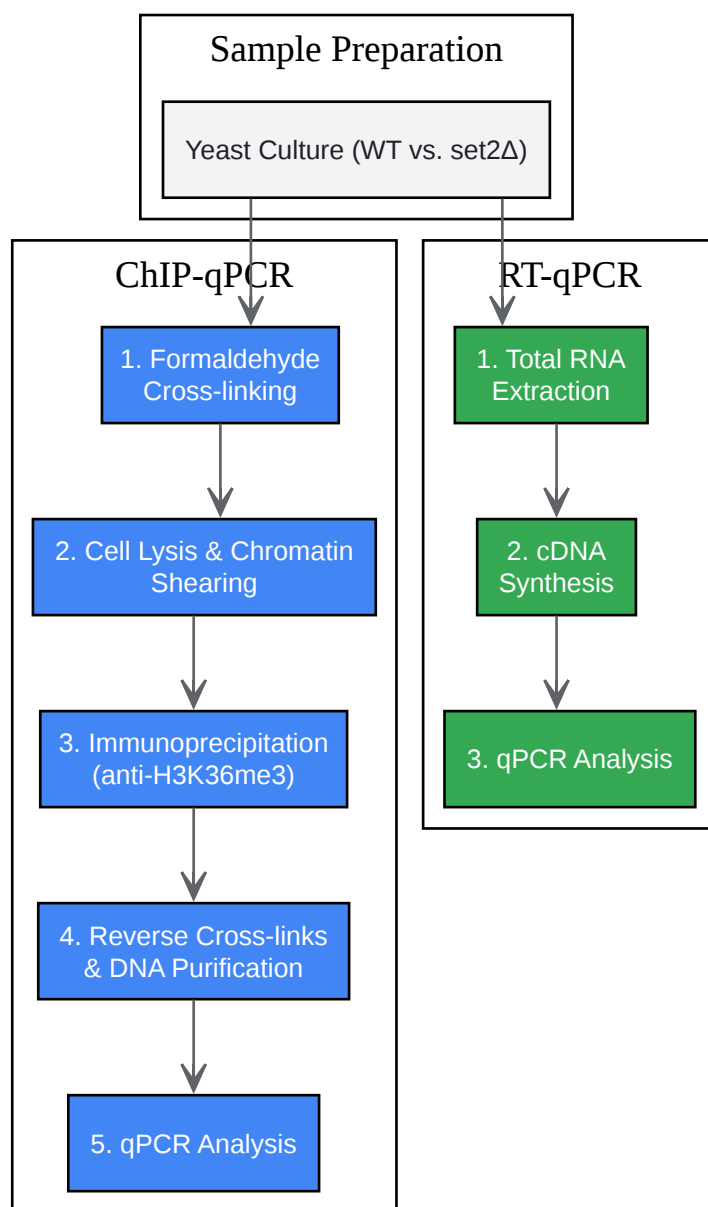 Sample Preparation
Yeast Culture (WT vs. set2Δ)
ChIP-qPCR
1. Formaldehyde
Cross-linking
2. Cell Lysis & Chromatin
Shearing
3. Immunoprecipitation
(anti-H3K36me3)
4. Reverse Cross-links
& DNA Purification
5. qPCR Analysis
RT-qPCR
1. Total RNA
Extraction
2. cDNA
Synthesis
3. qPCR Analysis